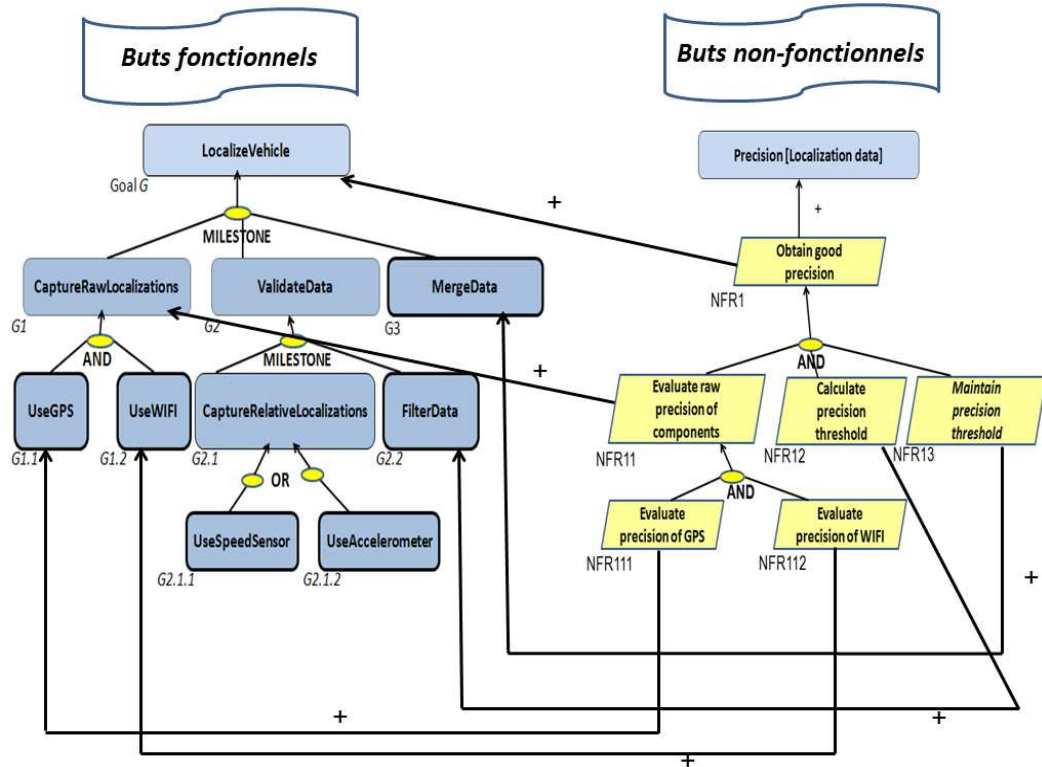 Buts fonctionnels
Buts non-fonctionnels
LocalizeVehicle
Goal G
Precision [Localization data]
+
+
MILESTONE
Obtain good
precision
NFR1
CaptureRawLocalizations
G1
ValidateData
G2
MergeData
G3
AND
MILESTONE
AND
+
UseGPS
G1.1
UseWIFI
G1.2
CaptureRelativeLocalizations
G2.1
FilterData
G2.2
Evaluate raw
precision of
components
NFR11
Calculate
precision
threshold
NFR12
Maintain
precision
threshold
NFR13
OR
AND
UseSpeedSensor
G2.1.1
UseAccelerometer
G2.1.2
Evaluate
precision of GPS
NFR111
Evaluate
precision of WIFI
NFR112
+
+
+
+